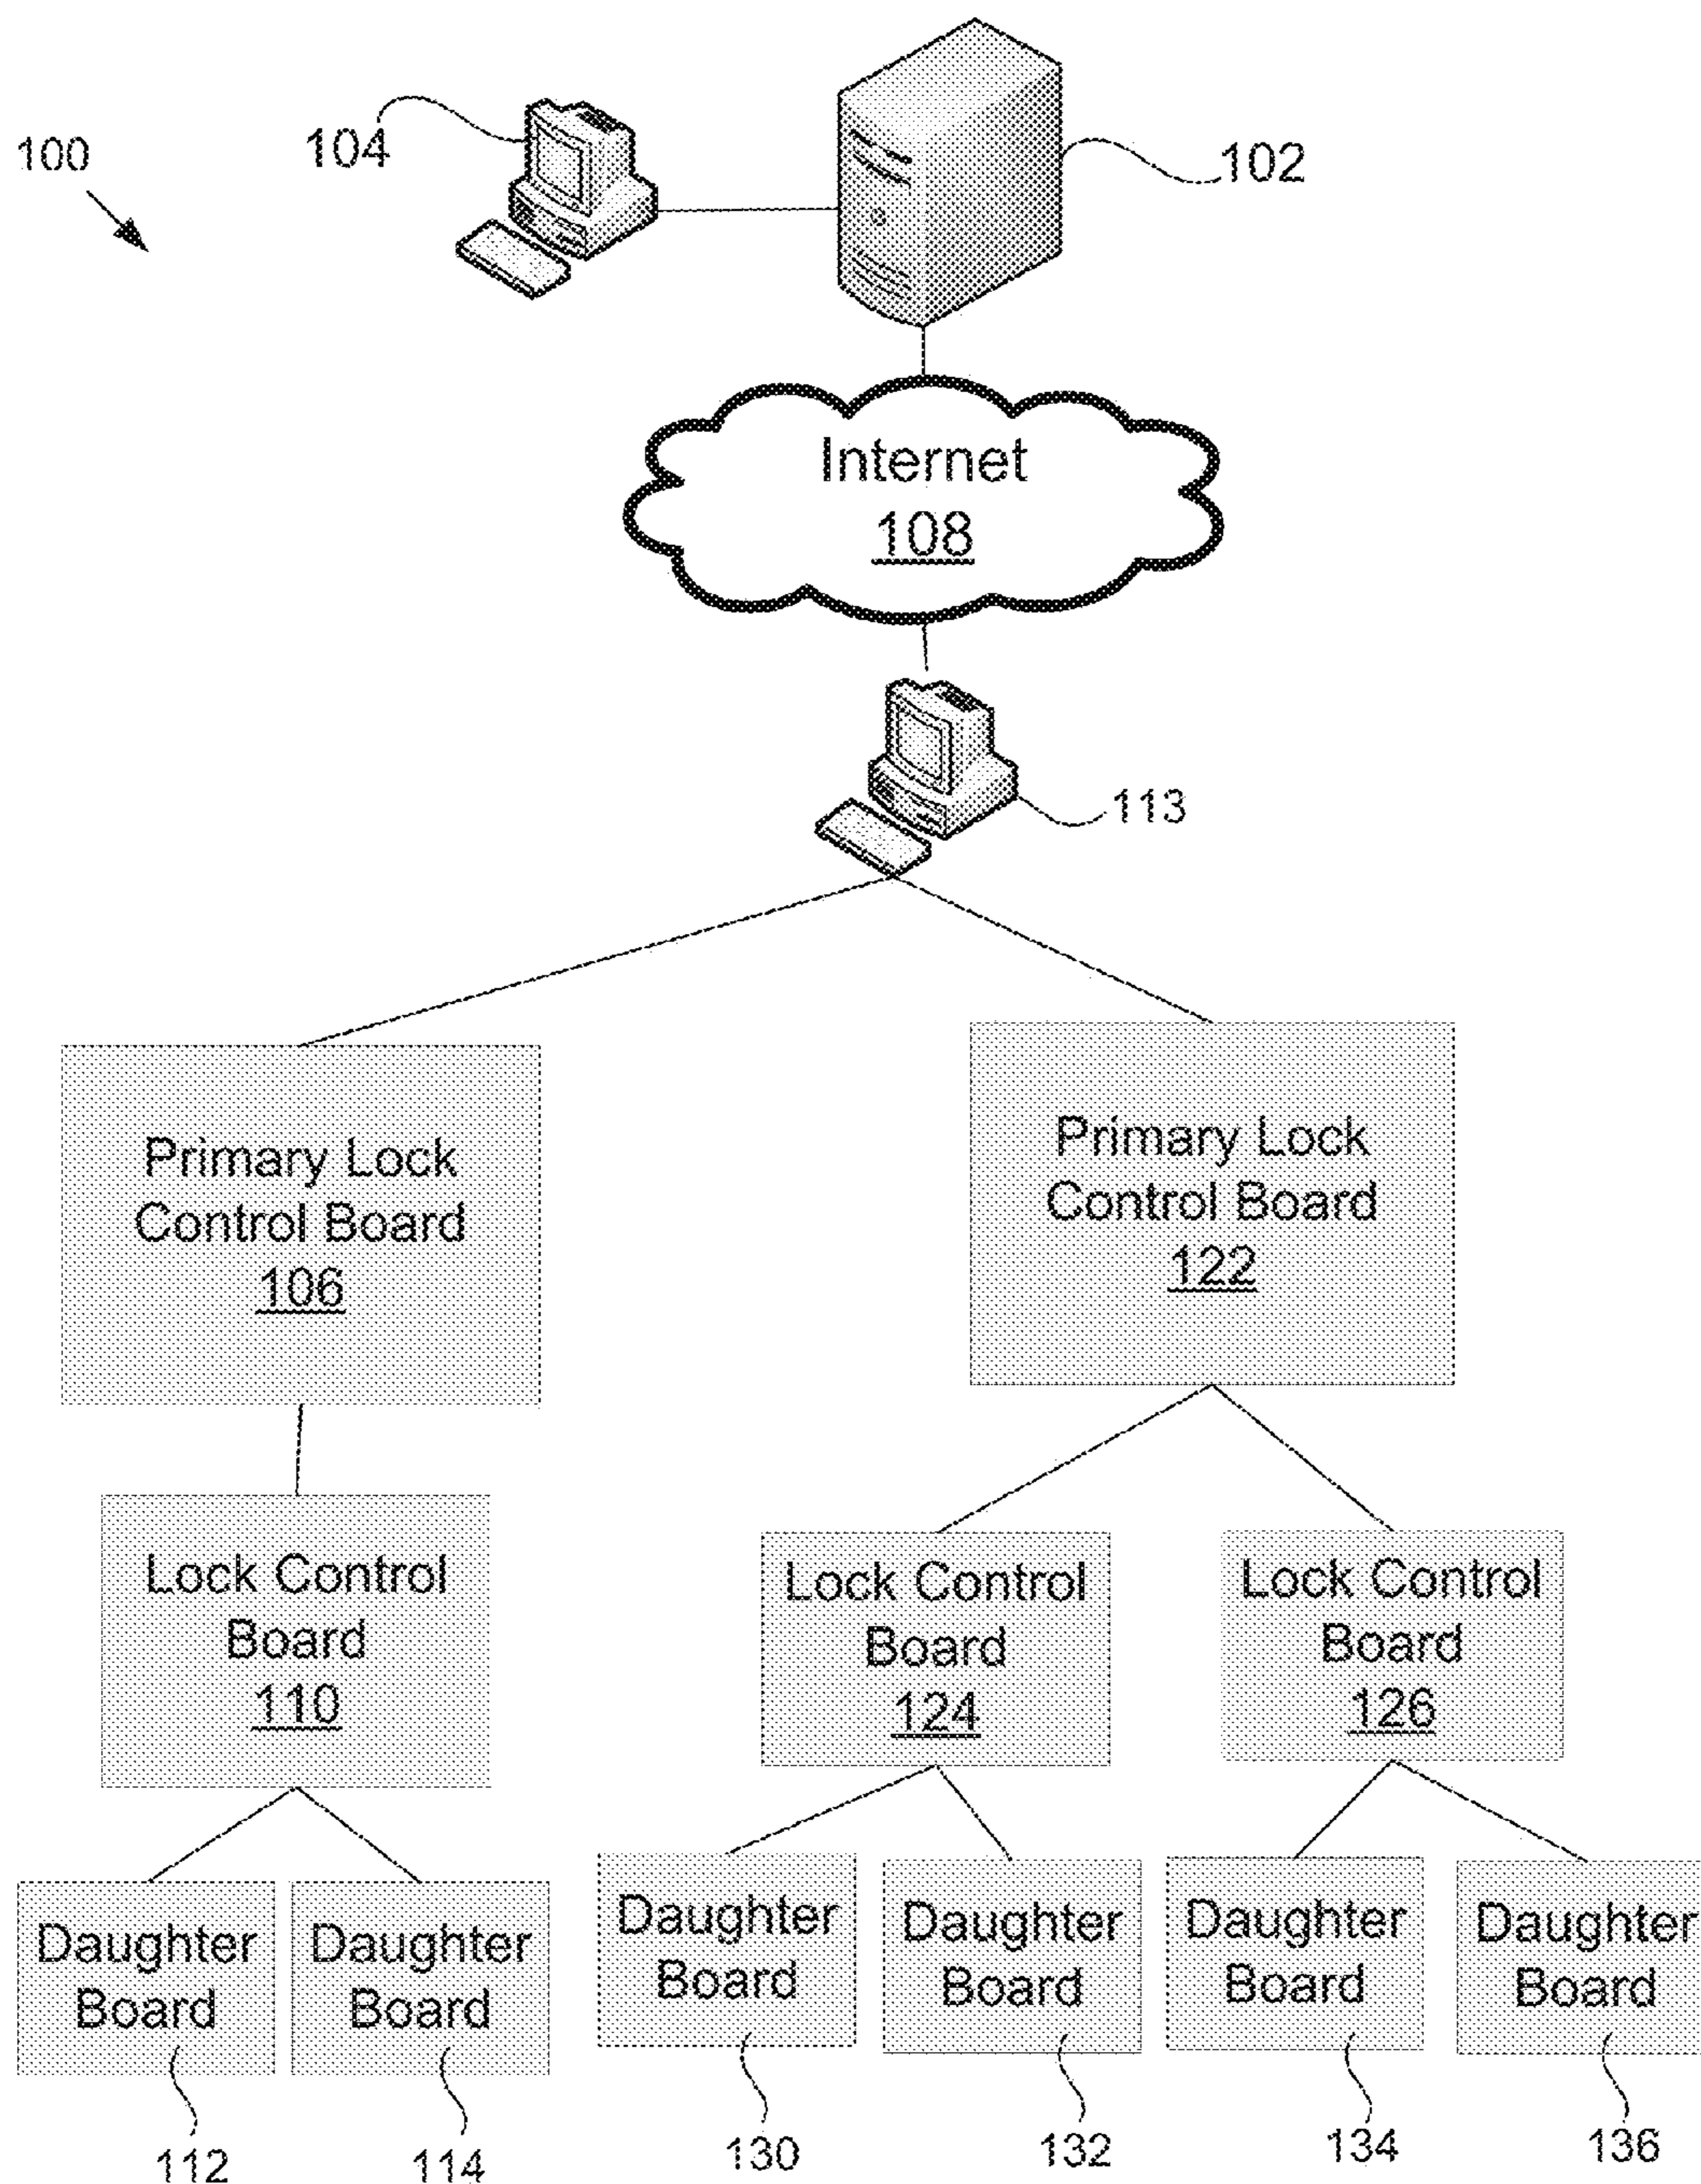 100
104
102
Internet
108
113
Primary Lock
Control Board
106
Primary Lock
Control Board
122
Lock Control
Board
110
Lock Control
Board
124
Lock Control
Board
126
Daughter
Board
Daughter
Board
Daughter
Board
Daughter
Board
Daughter
Board
Daughter
Board
112
114
130
132
134
136